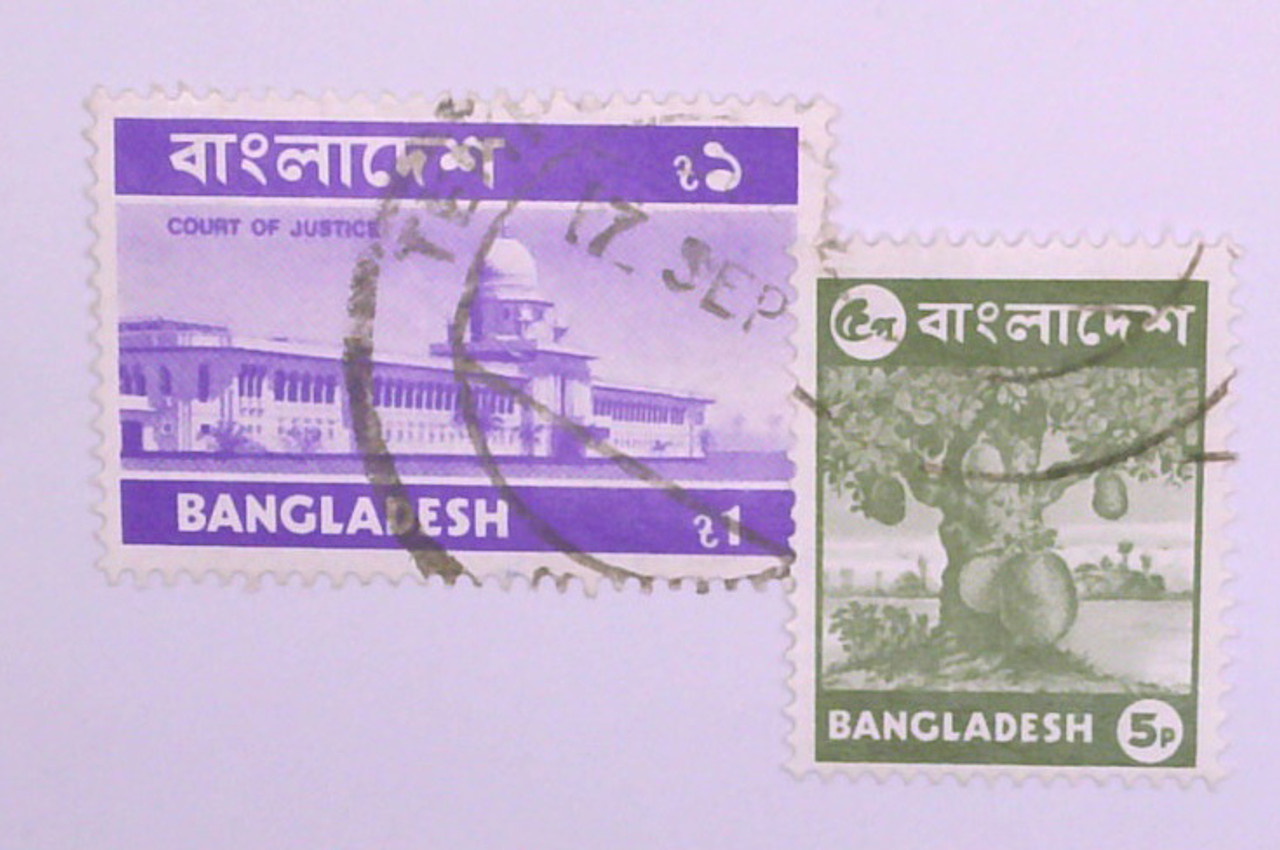 বাংলাদেশ ৳১
COURT OF JUSTICE
17. SEP
BANGLADESH ৳1
৫প বাংলাদেশ
BANGLADESH 5P